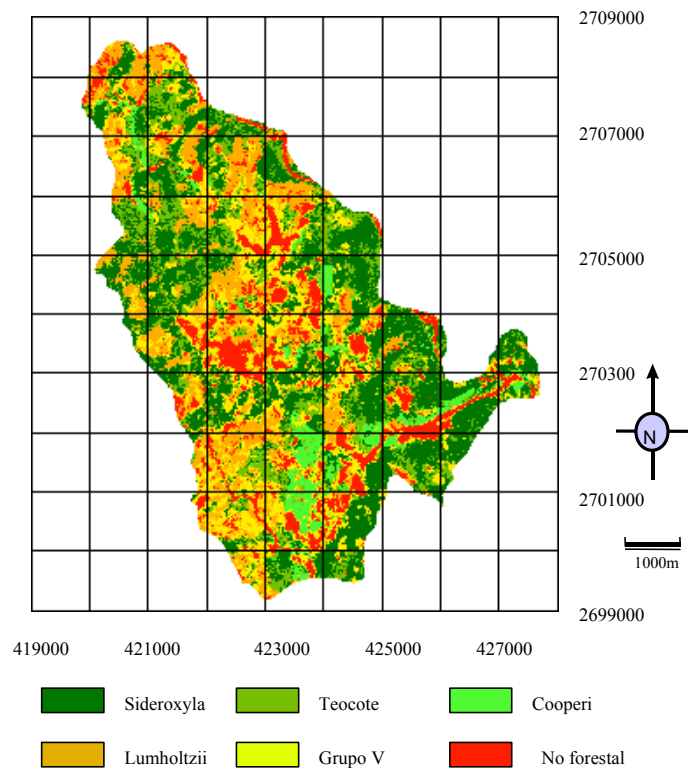 2709000
2707000
2705000
270300
N
2701000
1000m
2699000
419000 421000 423000 425000 427000
Sideroxyla Teocote Cooperi
Lumholtzii Grupo V No forestal